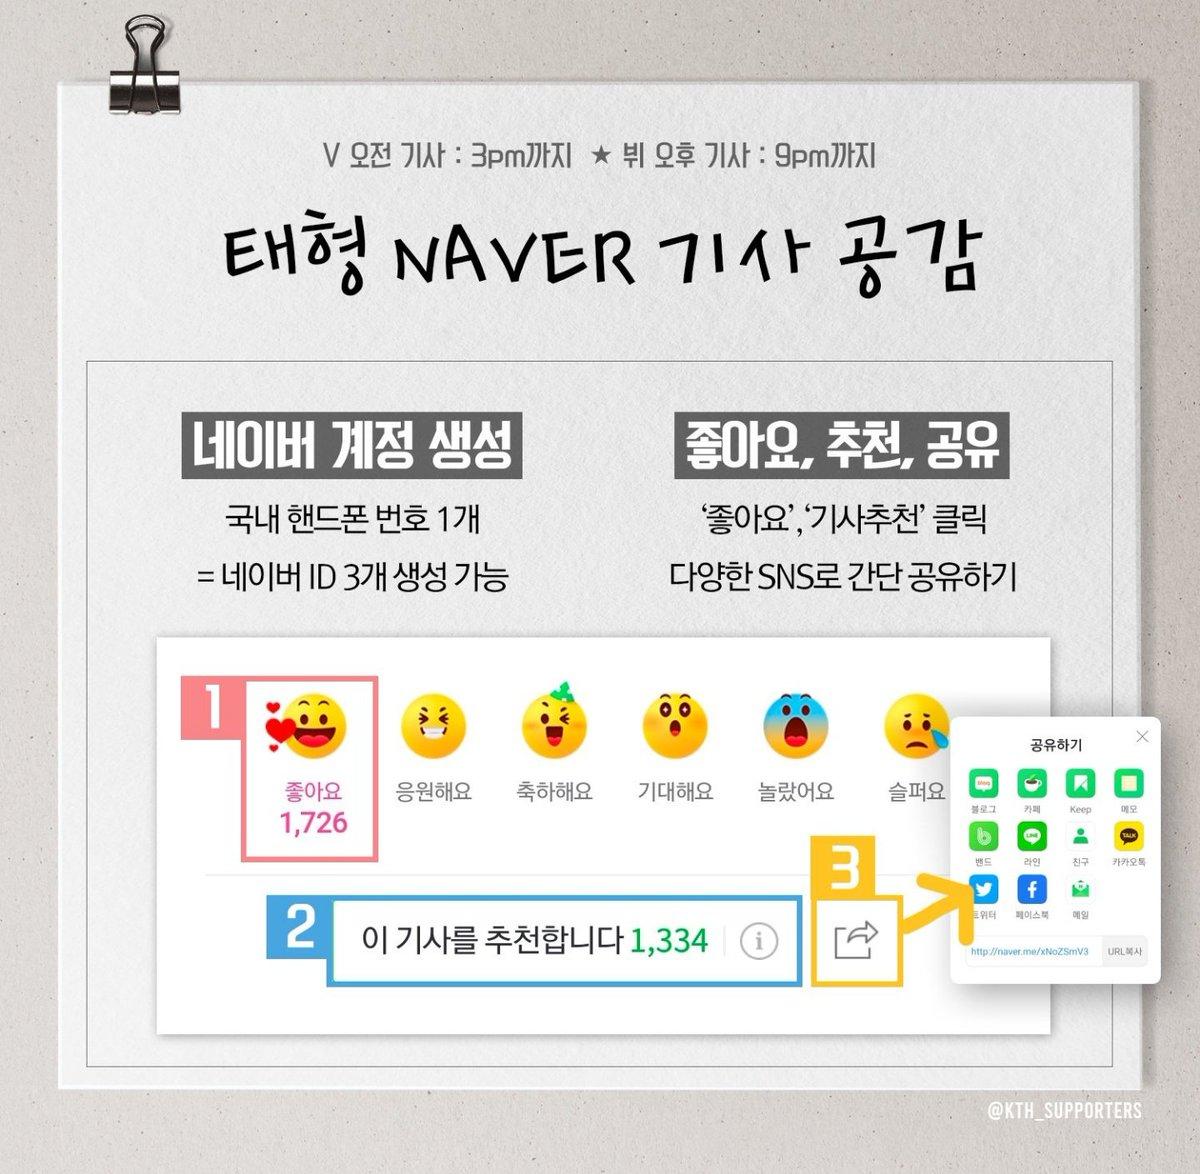 V 오전 기사 : 3pm까지 ★ 뷔 오후 기사 : 9pm까지
태형 NAVER 기사 공감
네이버 계정 생성
국내 핸드폰 번호 1개
= 네이버 ID 3개 생성 가능
좋아요, 추천, 공유
‘좋아요’,‘기사추천’ 클릭
다양한 SNS로 간단 공유하기
1
좋아요
1,726
응원해요
축하해요
기대해요
놀랐어요
슬퍼요
2
이 기사를 추천합니다 1,334
3
공유하기
blog
블로그 카페 Keep 메모
LINE TALK
밴드 라인 친구 카카오톡
트위터 페이스북 메일
http://naver.me/xNoZSmV3 URL복사
@KTH_SUPPORTERS